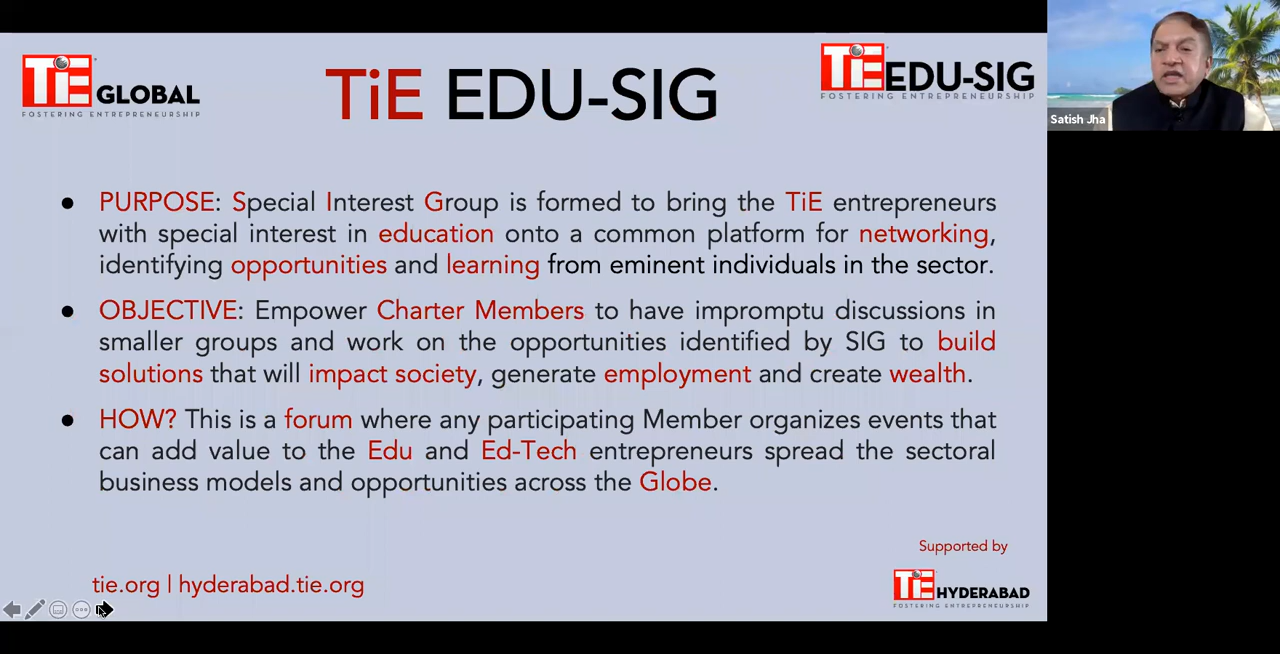 TiE GLOBAL
FOSTERING ENTREPRENEURSHIP
TiE EDU-SIG
TiE EDU-SIG
FOSTERING ENTREPRENEURSHIP
Satish Jha
● PURPOSE: Special Interest Group is formed to bring the TiE entrepreneurs
with special interest in education onto a common platform for networking,
identifying opportunities and learning from eminent individuals in the sector.
● OBJECTIVE: Empower Charter Members to have impromptu discussions in
smaller groups and work on the opportunities identified by SIG to build
solutions that will impact society, generate employment and create wealth.
● HOW? This is a forum where any participating Member organizes events that
can add value to the Edu and Ed-Tech entrepreneurs spread the sectoral
business models and opportunities across the Globe.
Supported by
tie.org | hyderabad.tie.org
TiE HYDERABAD
FOSTERING ENTREPRENEURSHIP